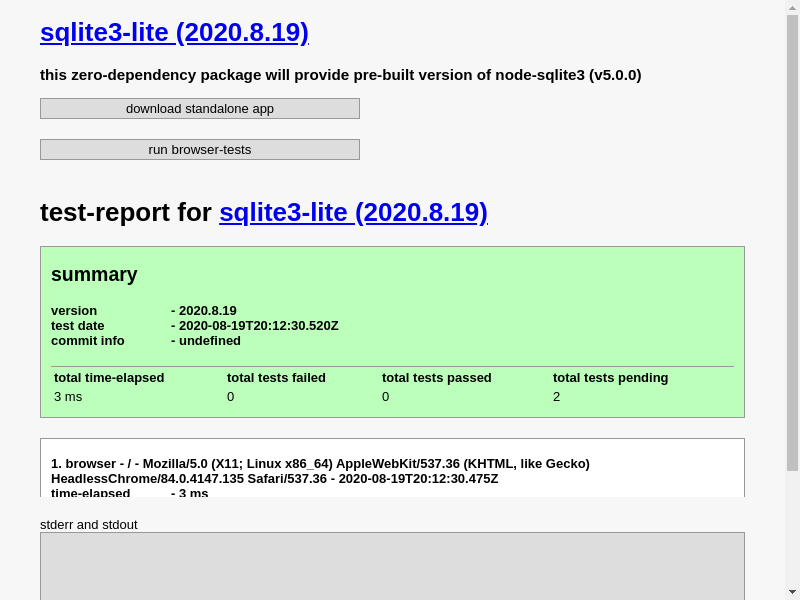 sqlite3-lite (2020.8.19)
this zero-dependency package will provide pre-built version of node-sqlite3 (v5.0.0)
download standalone app
run browser-tests
test-report for sqlite3-lite (2020.8.19)
summary
version - 2020.8.19
test date - 2020-08-19T20:12:30.520Z
commit info - undefined
total time-elapsed total tests failed total tests passed total tests pending
3 ms 0 0 2
1. browser - / - Mozilla/5.0 (X11; Linux x86_64) AppleWebKit/537.36 (KHTML, like Gecko)
HeadlessChrome/84.0.4147.135 Safari/537.36 - 2020-08-19T20:12:30.475Z
time-elapsed - 3 ms
stderr and stdout